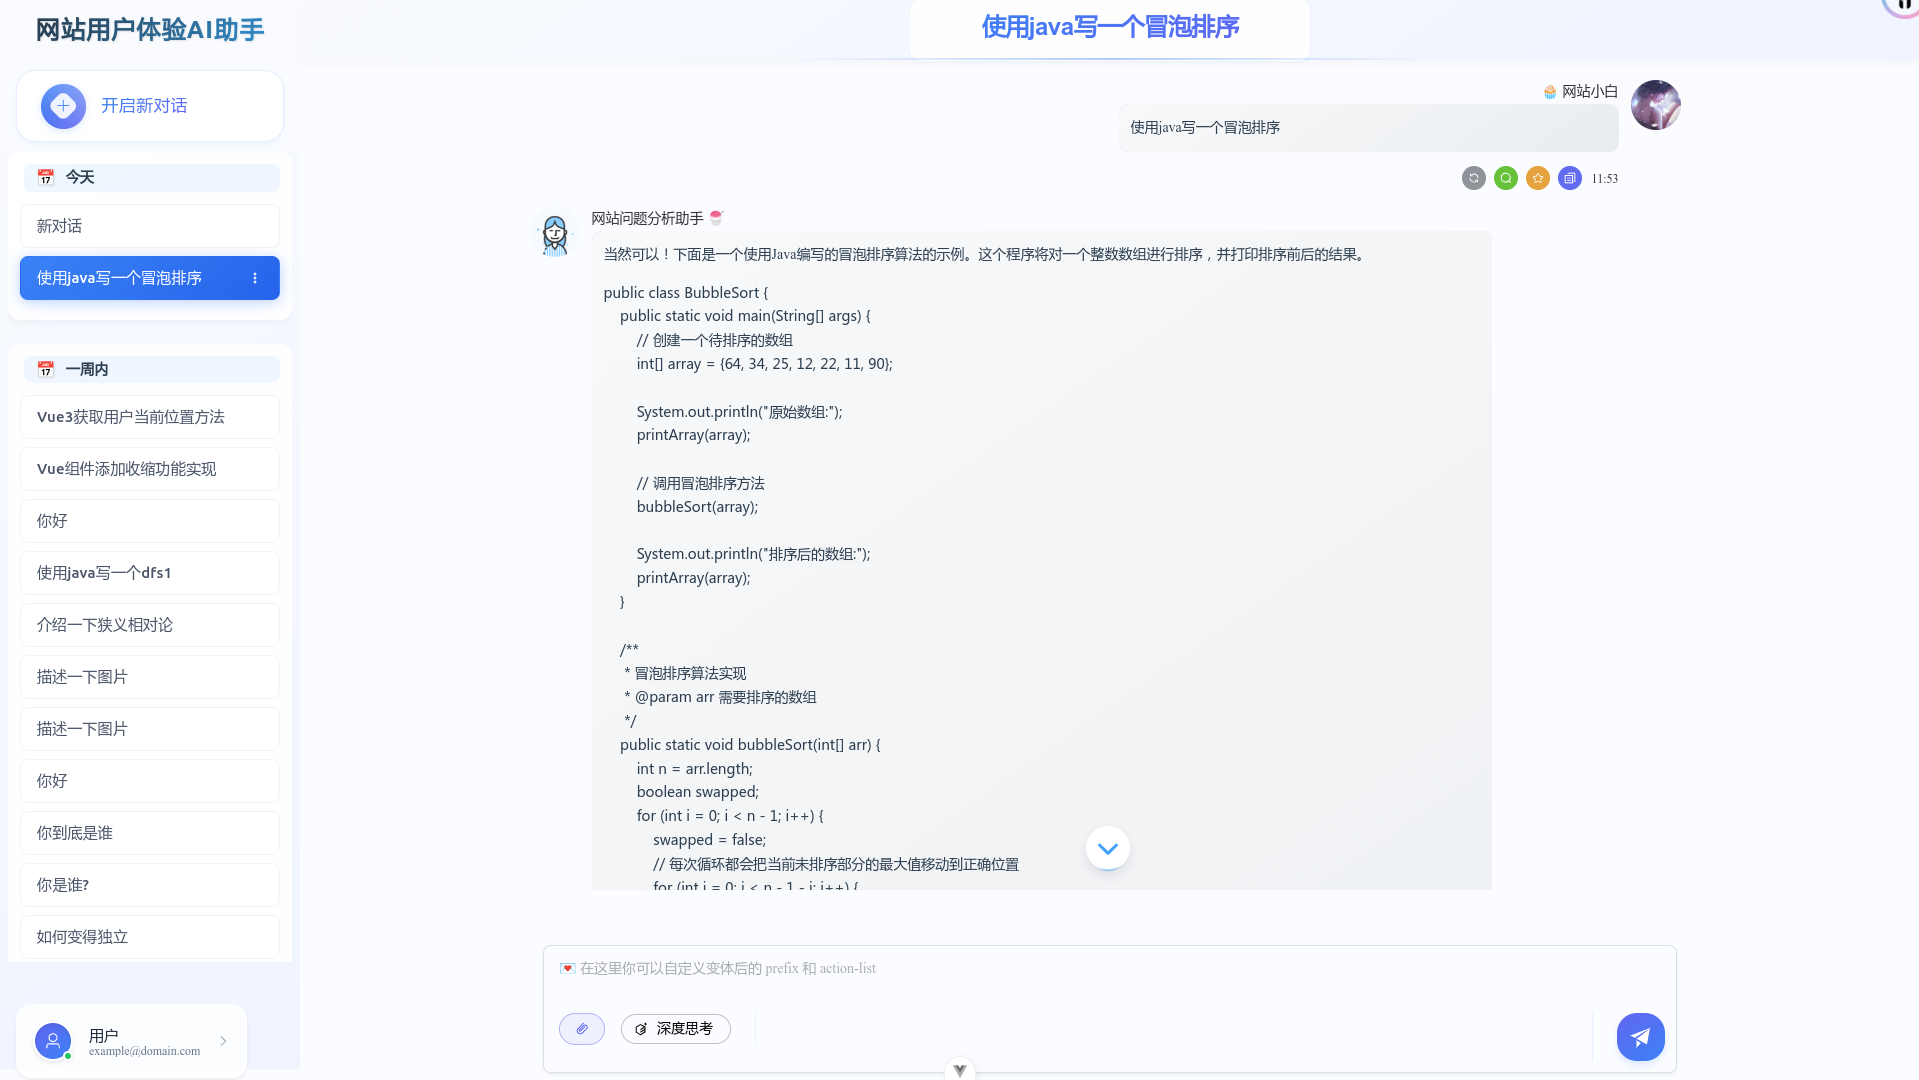 网站用户体验AI助手
开启新对话
今天
新对话
使用java写一个冒泡排序
一周内
Vue3获取用户当前位置方法
Vue组件添加收缩功能实现
你好
使用java写一个dfs1
介绍一下狭义相对论
描述一下图片
描述一下图片
你好
你到底是谁
你是谁?
如何变得独立
用户
example@domain.com
使用java写一个冒泡排序
网站小白
使用java写一个冒泡排序
11:53
网站问题分析助手
当然可以！下面是一个使用Java编写的冒泡排序算法的示例。这个程序将对一个整数数组进行排序，并打印排序前后的结果。
public class BubbleSort {
    public static void main(String[] args) {
        // 创建一个待排序的数组
        int[] array = {64, 34, 25, 12, 22, 11, 90};
        System.out.println("原始数组:");
        printArray(array);
        // 调用冒泡排序方法
        bubbleSort(array);
        System.out.println("排序后的数组:");
        printArray(array);
    }
    /**
     * 冒泡排序算法实现
     * @param arr 需要排序的数组
     */
    public static void bubbleSort(int[] arr) {
        int n = arr.length;
        boolean swapped;
        for (int i = 0; i < n - 1; i++) {
            swapped = false;
            // 每次循环都会把当前未排序部分的最大值移动到正确位置
            for (int j = 0; j < n - 1 - i; j++) {
在这里你可以自定义变体后的 prefix 和 action-list
深度思考